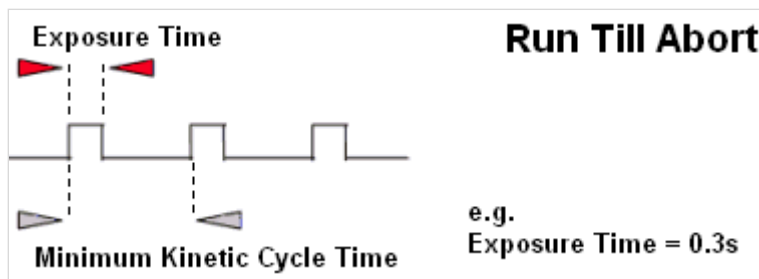 Exposure Time
Run Till Abort
Minimum Kinetic Cycle Time
e.g.
Exposure Time = 0.3s